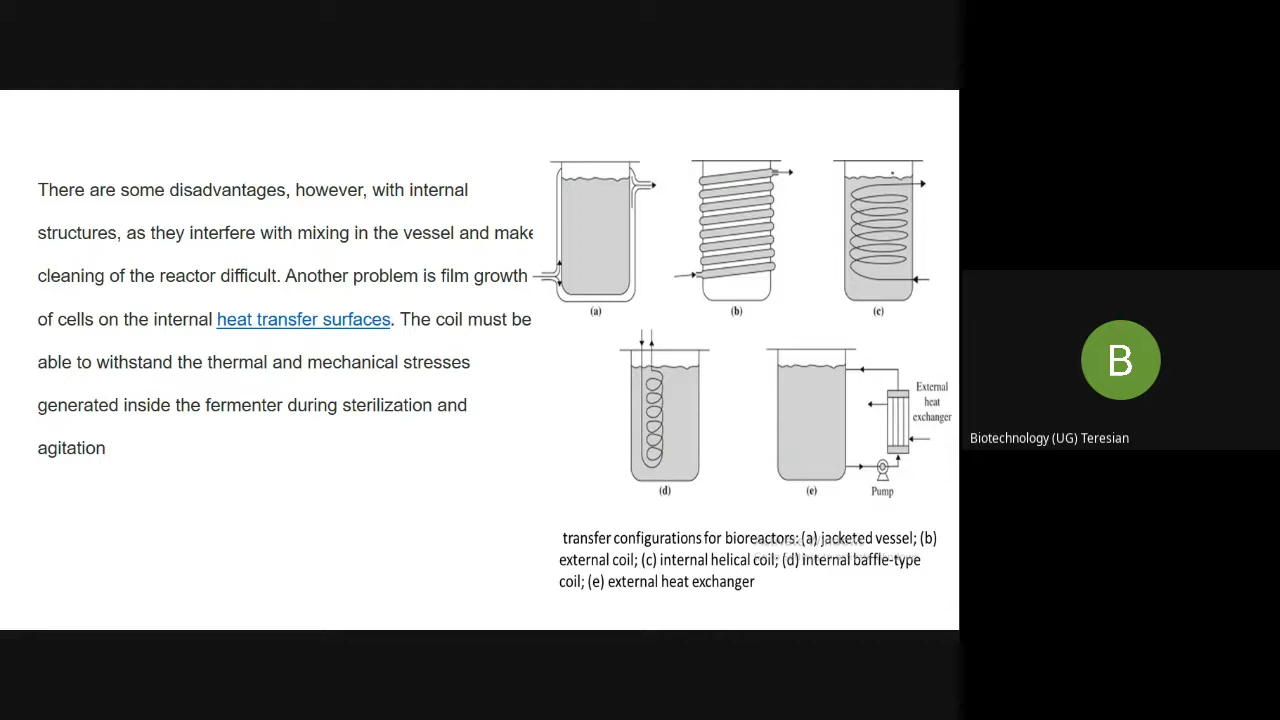 There are some disadvantages, however, with internal
structures, as they interfere with mixing in the vessel and make
cleaning of the reactor difficult. Another problem is film growth
of cells on the internal heat transfer surfaces. The coil must be
able to withstand the thermal and mechanical stresses
generated inside the fermenter during sterilization and
agitation
(a)
(b)
(c)
(d)
(e)
External
heat
exchanger
Pump
transfer configurations for bioreactors: (a) jacketed vessel; (b)
external coil; (c) internal helical coil; (d) internal baffle-type
coil; (e) external heat exchanger
B
Biotechnology (UG) Teresian